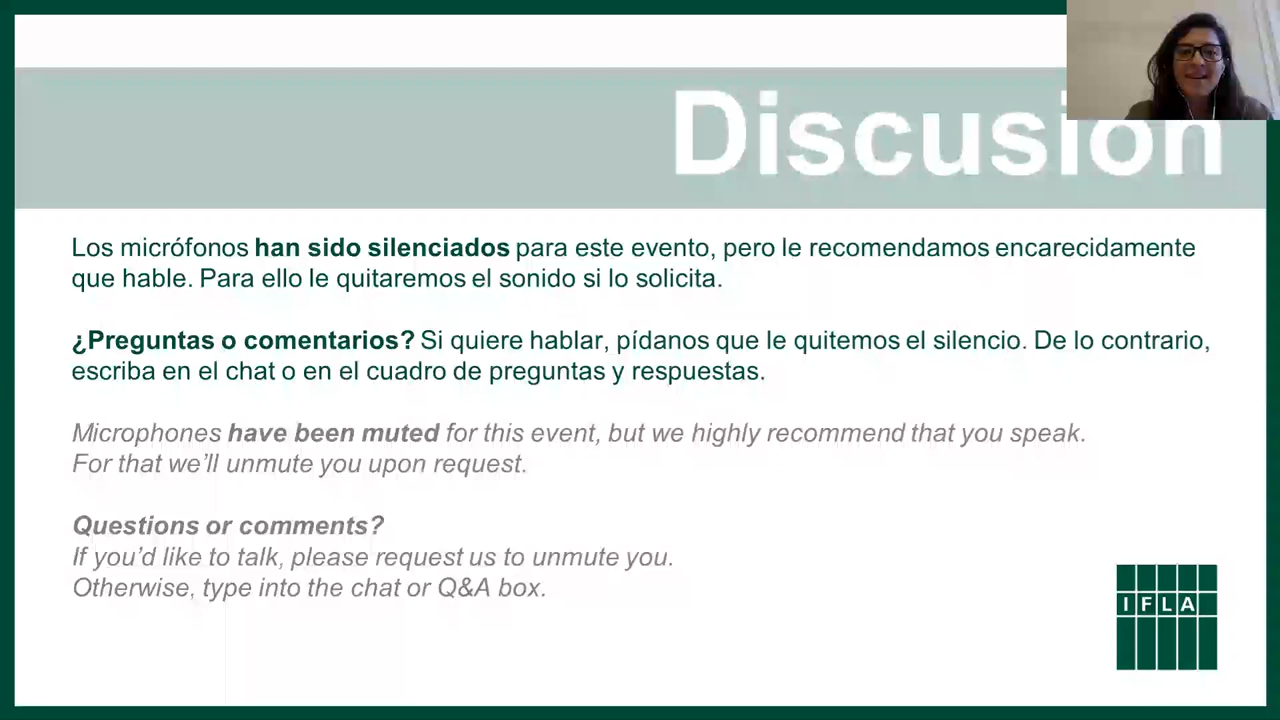 Discusión
Los micrófonos han sido silenciados para este evento, pero le recomendamos encarecidamente
que hable. Para ello le quitaremos el sonido si lo solicita.
¿Preguntas o comentarios? Si quiere hablar, pídanos que le quitemos el silencio. De lo contrario,
escriba en el chat o en el cuadro de preguntas y respuestas.
Microphones have been muted for this event, but we highly recommend that you speak.
For that we’ll unmute you upon request.
Questions or comments?
If you’d like to talk, please request us to unmute you.
Otherwise, type into the chat or Q&A box.
IFLA